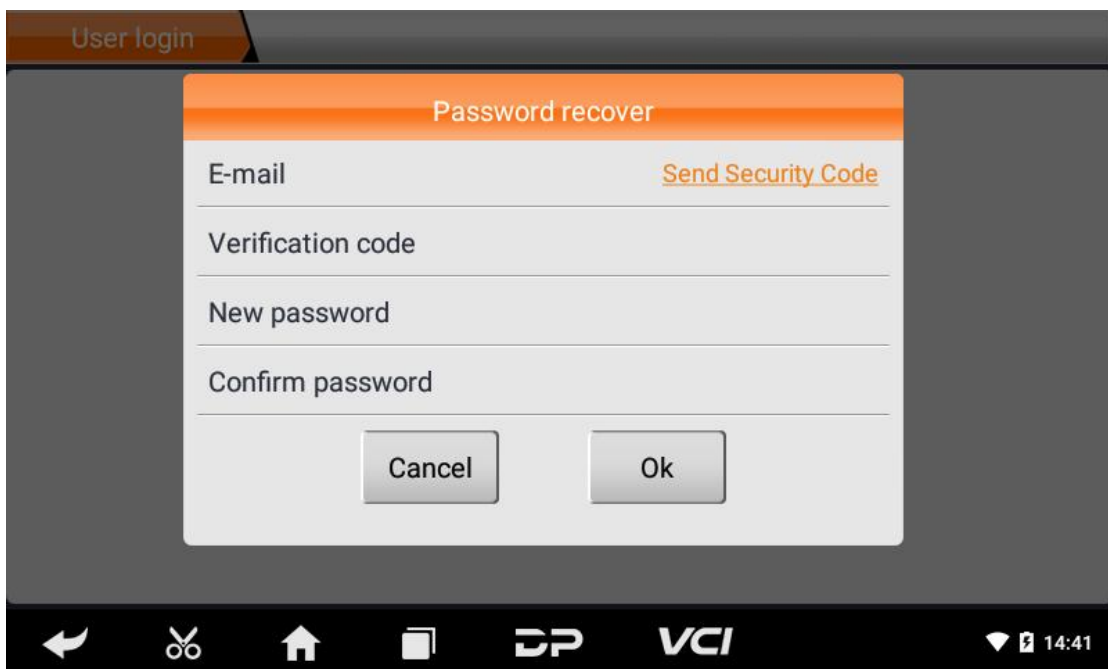 User login
Password recover
E-mail Send Security Code
Verification code
New password
Confirm password
Cancel Ok
DP VCI 14:41